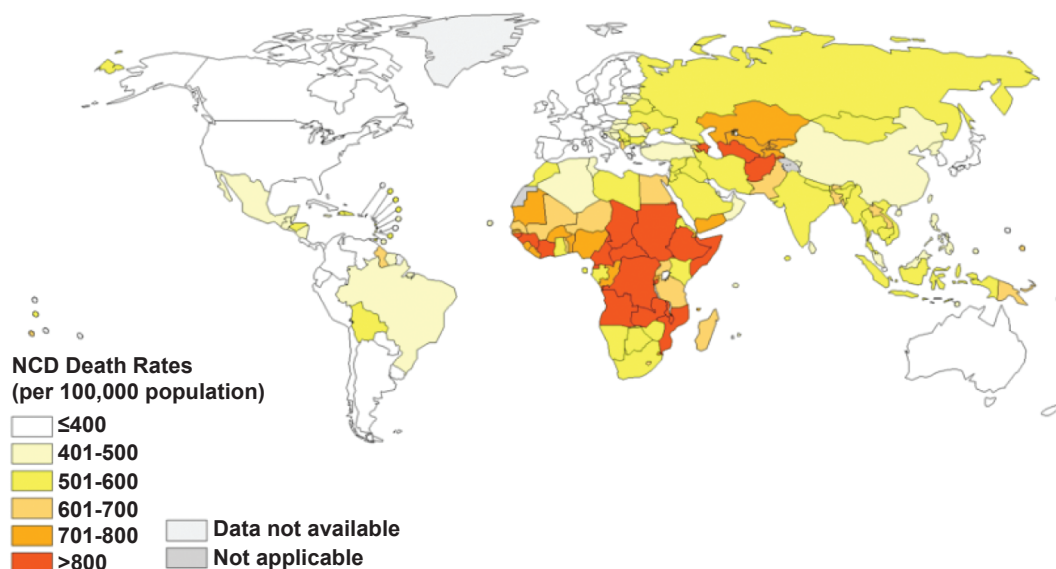 NCD Death Rates
(per 100,000 population)
≤400
401-500
501-600
601-700
701-800
>800
Data not available
Not applicable